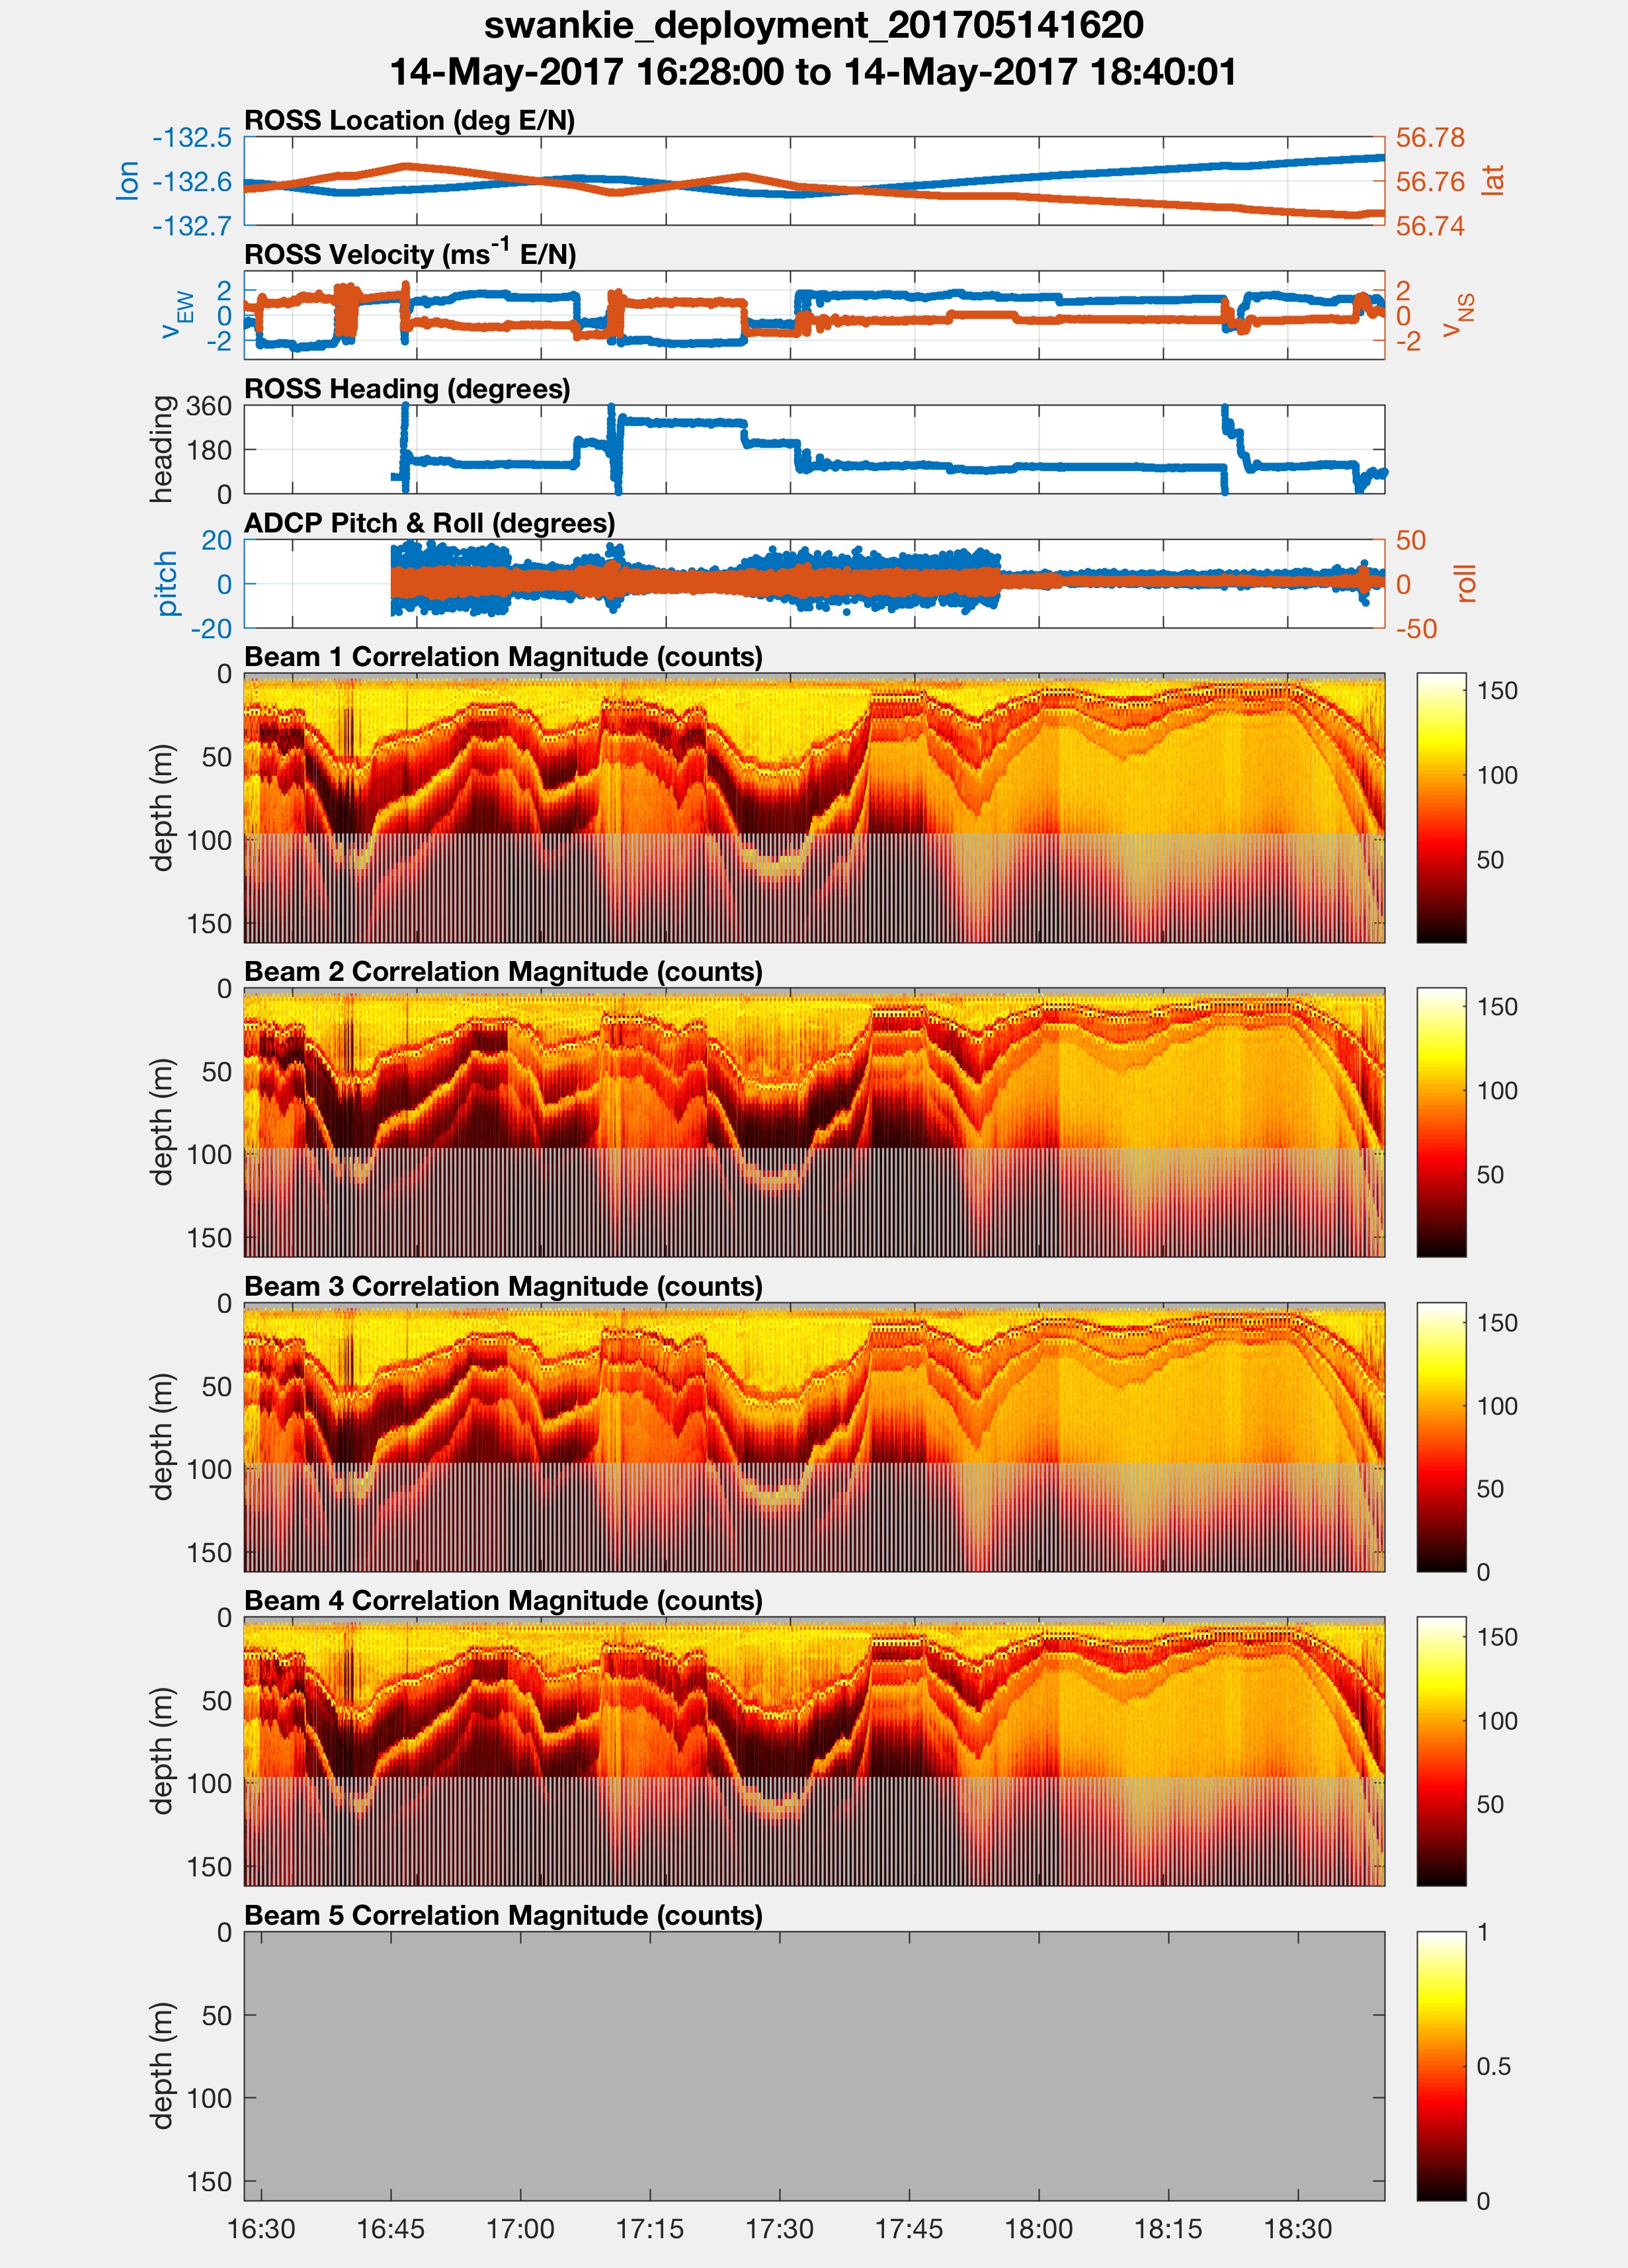 swankie_deployment_201705141620
14-May-2017 16:28:00 to 14-May-2017 18:40:01
ROSS Location (deg E/N)
-132.5
-132.6
-132.7
lon
56.78
56.76
56.74
lat
ROSS Velocity (ms-1 E/N)
2
0
-2
vEW
2
0
-2
vNS
ROSS Heading (degrees)
360
180
0
heading
ADCP Pitch & Roll (degrees)
20
0
-20
pitch
50
0
-50
roll
Beam 1 Correlation Magnitude (counts)
0
50
100
150
depth (m)
150
100
50
Beam 2 Correlation Magnitude (counts)
0
50
100
150
depth (m)
150
100
50
Beam 3 Correlation Magnitude (counts)
0
50
100
150
depth (m)
150
100
50
0
Beam 4 Correlation Magnitude (counts)
0
50
100
150
depth (m)
150
100
50
Beam 5 Correlation Magnitude (counts)
0
50
100
150
depth (m)
1
0.5
0
16:30 16:45 17:00 17:15 17:30 17:45 18:00 18:15 18:30